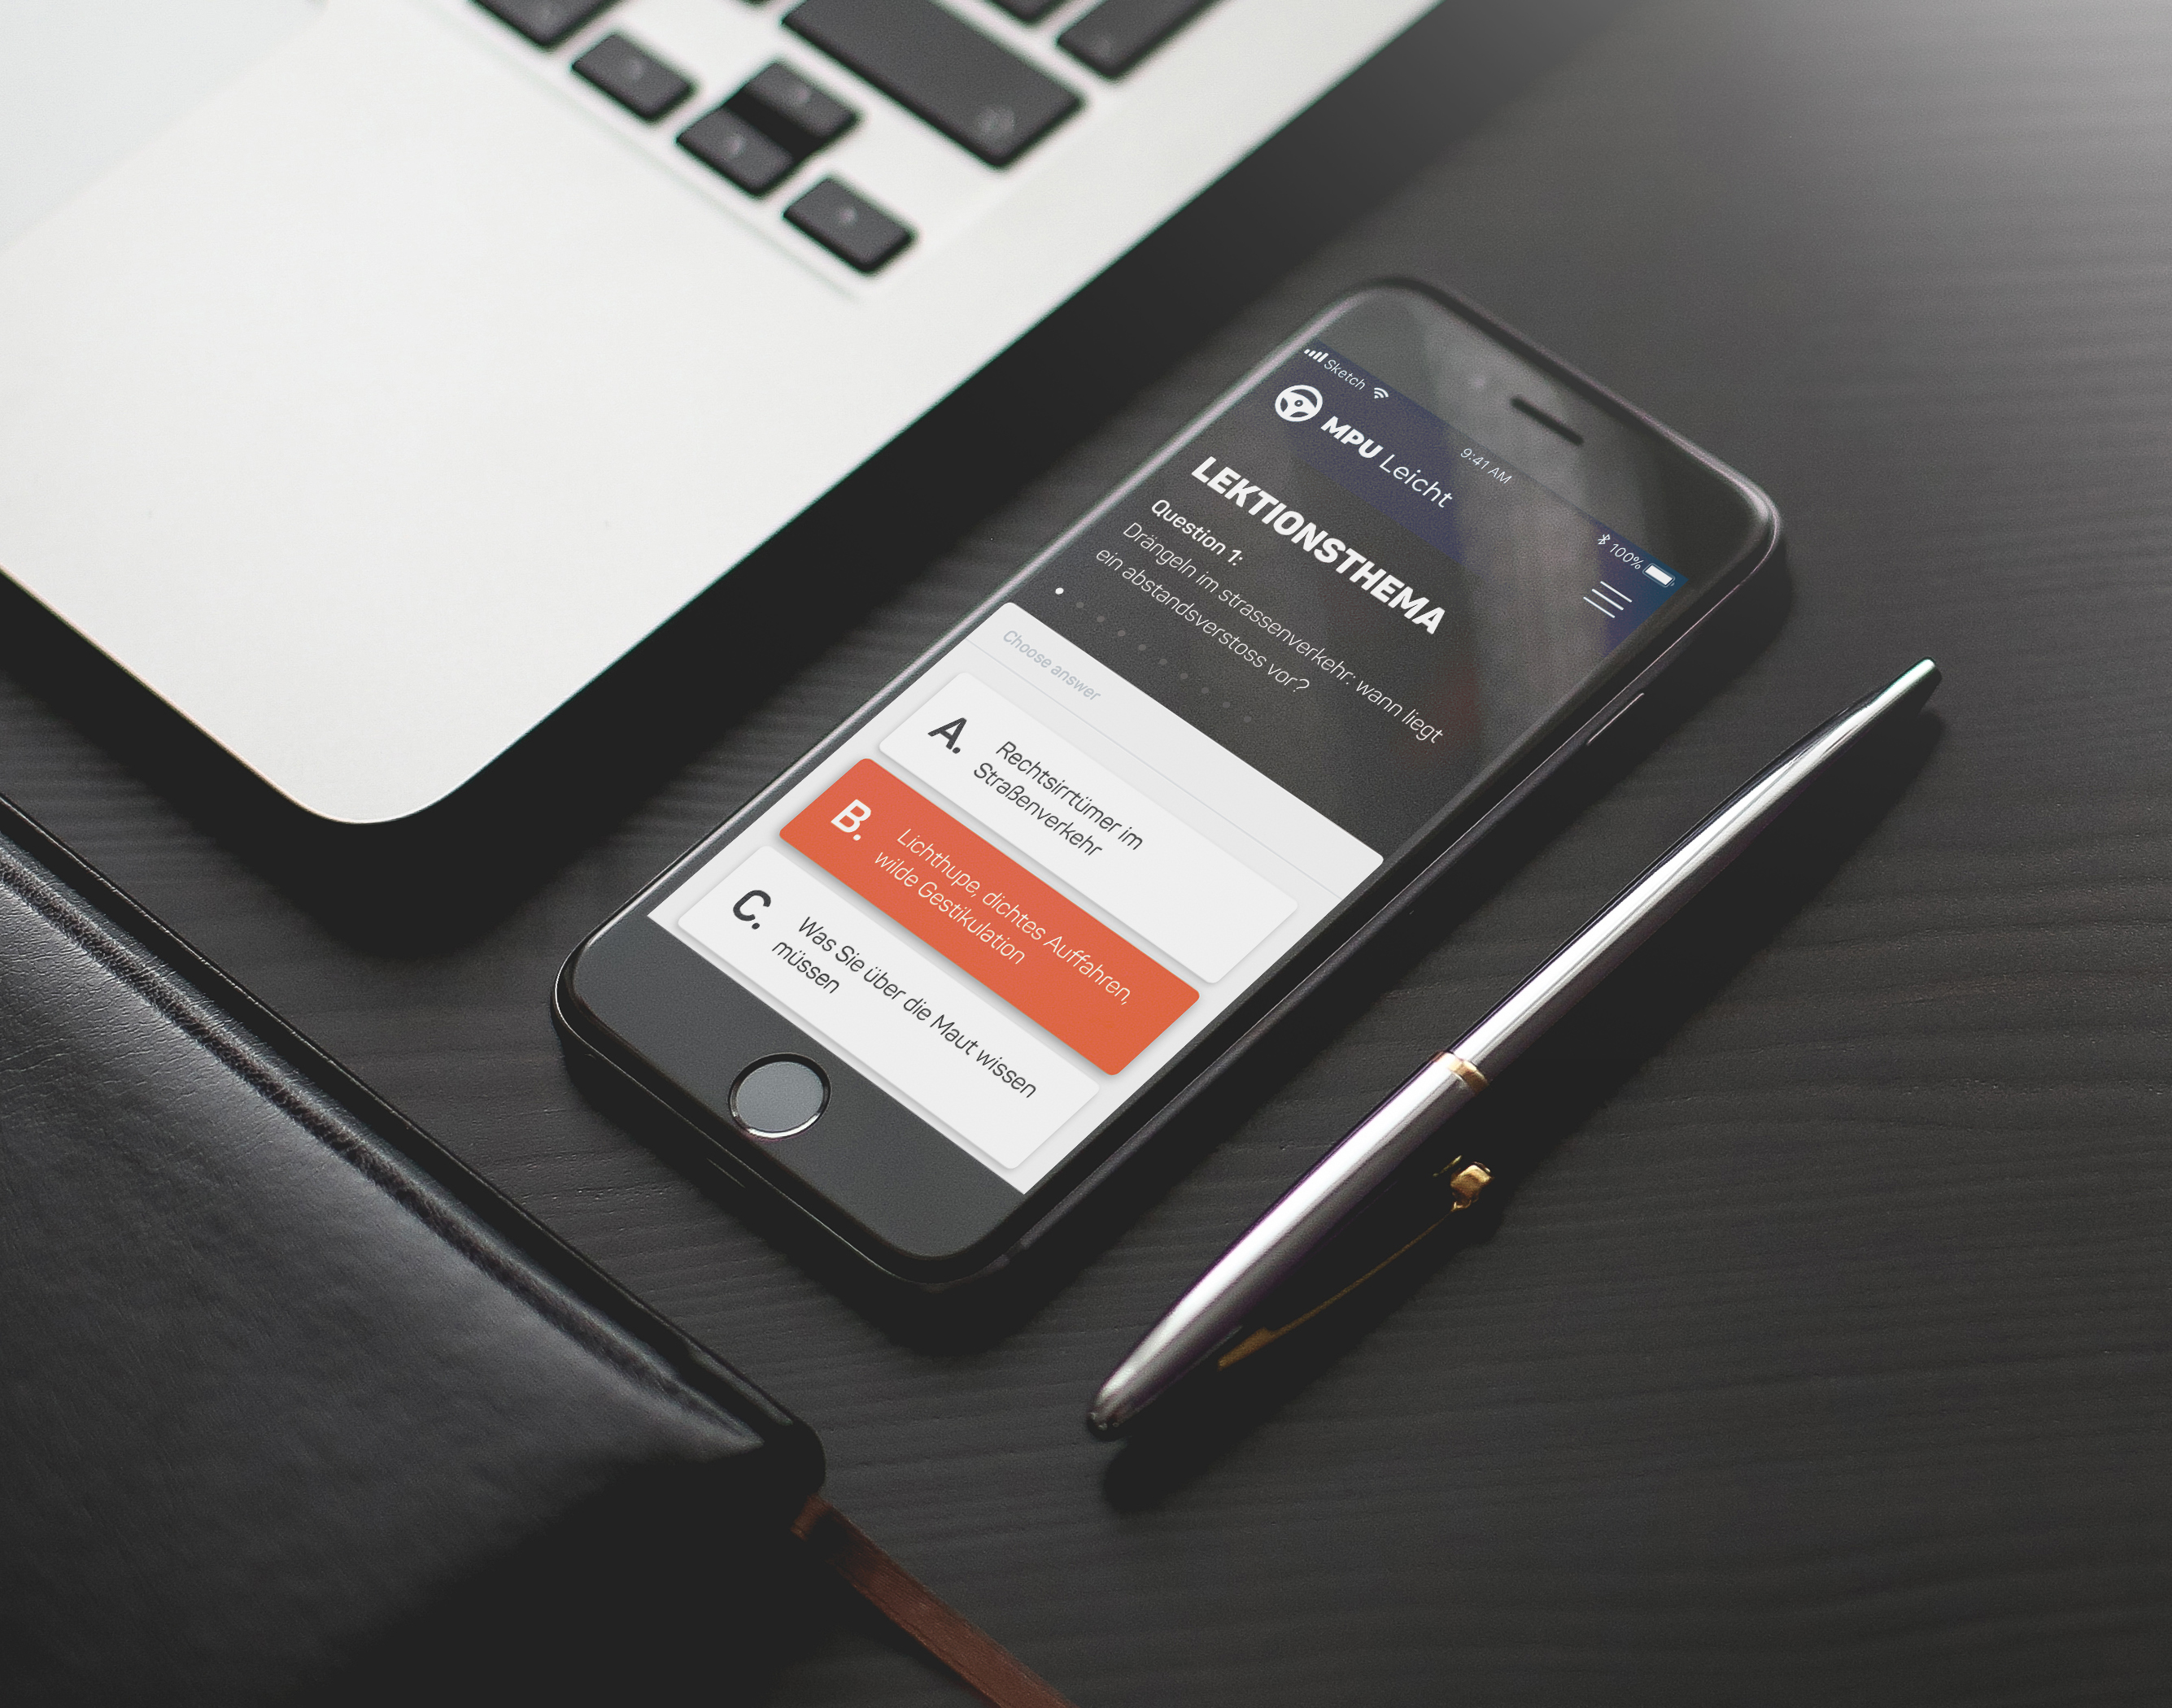 Sketch 9:41 AM 100%
MPU Leicht
LEKTIONSTHEMA
Question 1:
Drängeln im strassenverkehr: wann liegt
ein abstandsverstoss vor?
Choose answer
A. Rechtsirrtümer im
Straßenverkehr
B. Lichthupe, dichtes Auffahren,
wilde Gestikulation
C. Was Sie über die Maut wissen
müssen